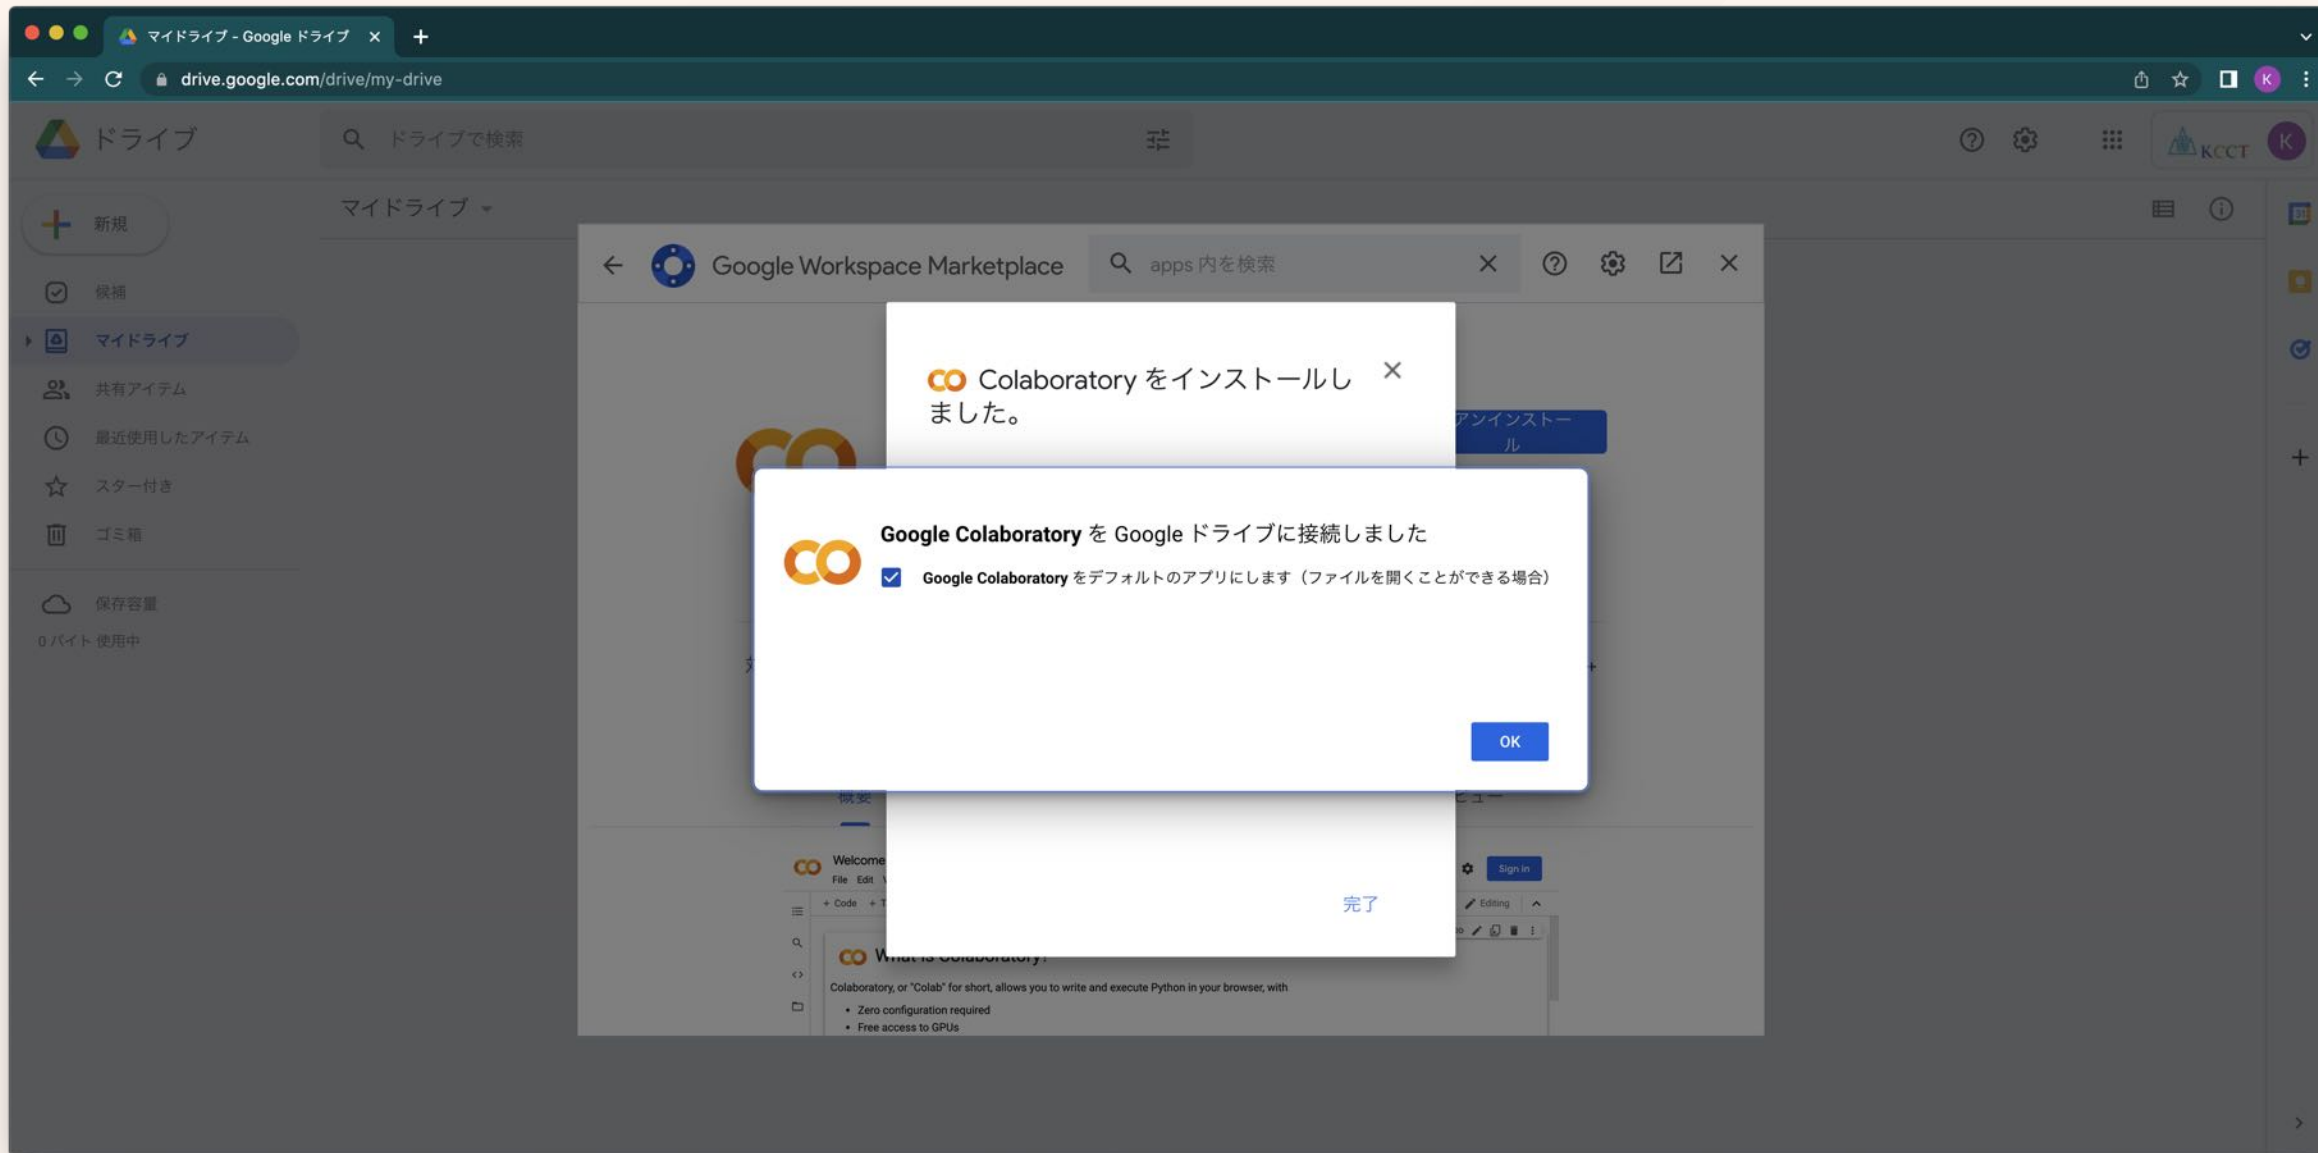 マイドライブ - Google ドライブ
drive.google.com/drive/my-drive
K
ドライブ
ドライブで検索
KCCT
K
新規
マイドライブ
31
候補
マイドライブ
共有アイテム
最近使用したアイテム
スター付き
ゴミ箱
保存容量
0 バイト 使用中
Google Workspace Marketplace
apps 内を検索
Colaboratory をインストールし
ました。
アンインストー
ル
Google Colaboratory を Google ドライブに接続しました
Google Colaboratory をデフォルトのアプリにします（ファイルを開くことができる場合）
OK
概要
ビュー
Welcome
File Edit
Sign in
+ Code + T
Editing
完了
What is Colaboratory?
Colaboratory, or "Colab" for short, allows you to write and execute Python in your browser, with
• Zero configuration required
• Free access to GPUs